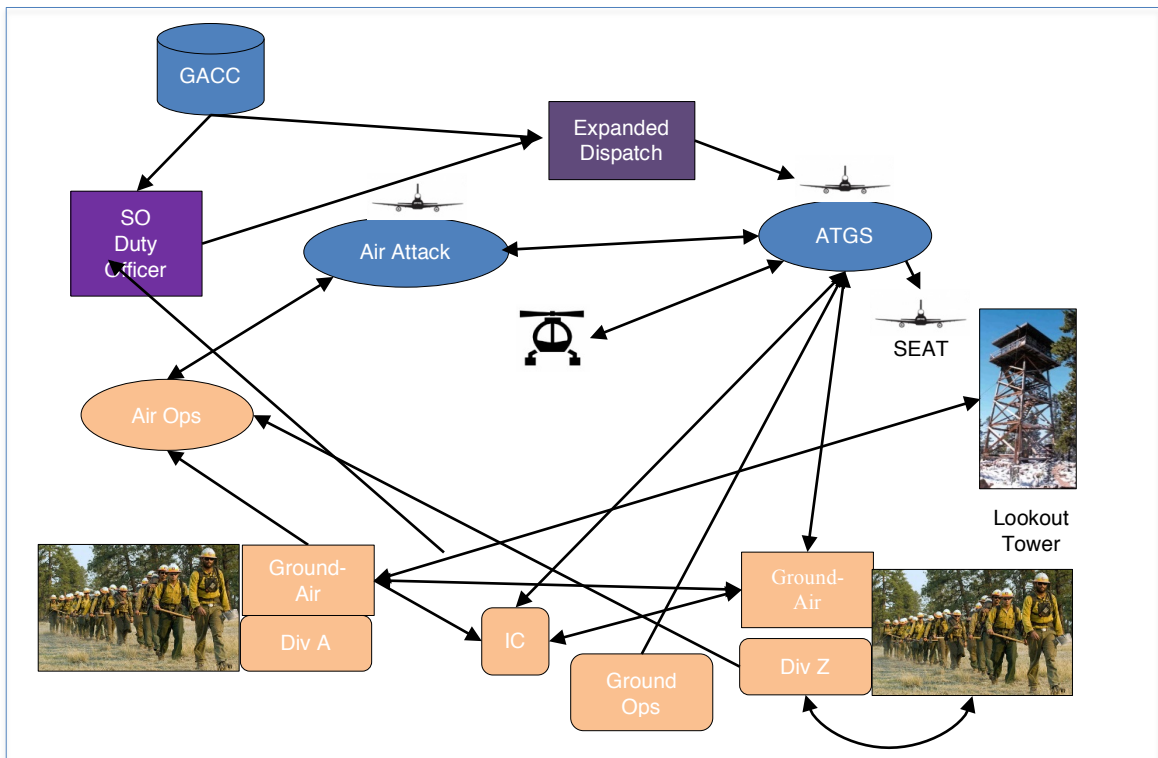 GACC
Expanded
Dispatch
SO
Duty
Officer
Air Attack
ATGS
SEAT
Air Ops
Lookout
Tower
Ground-
Air
Div A
IC
Ground
Ops
Ground-
Air
Div Z